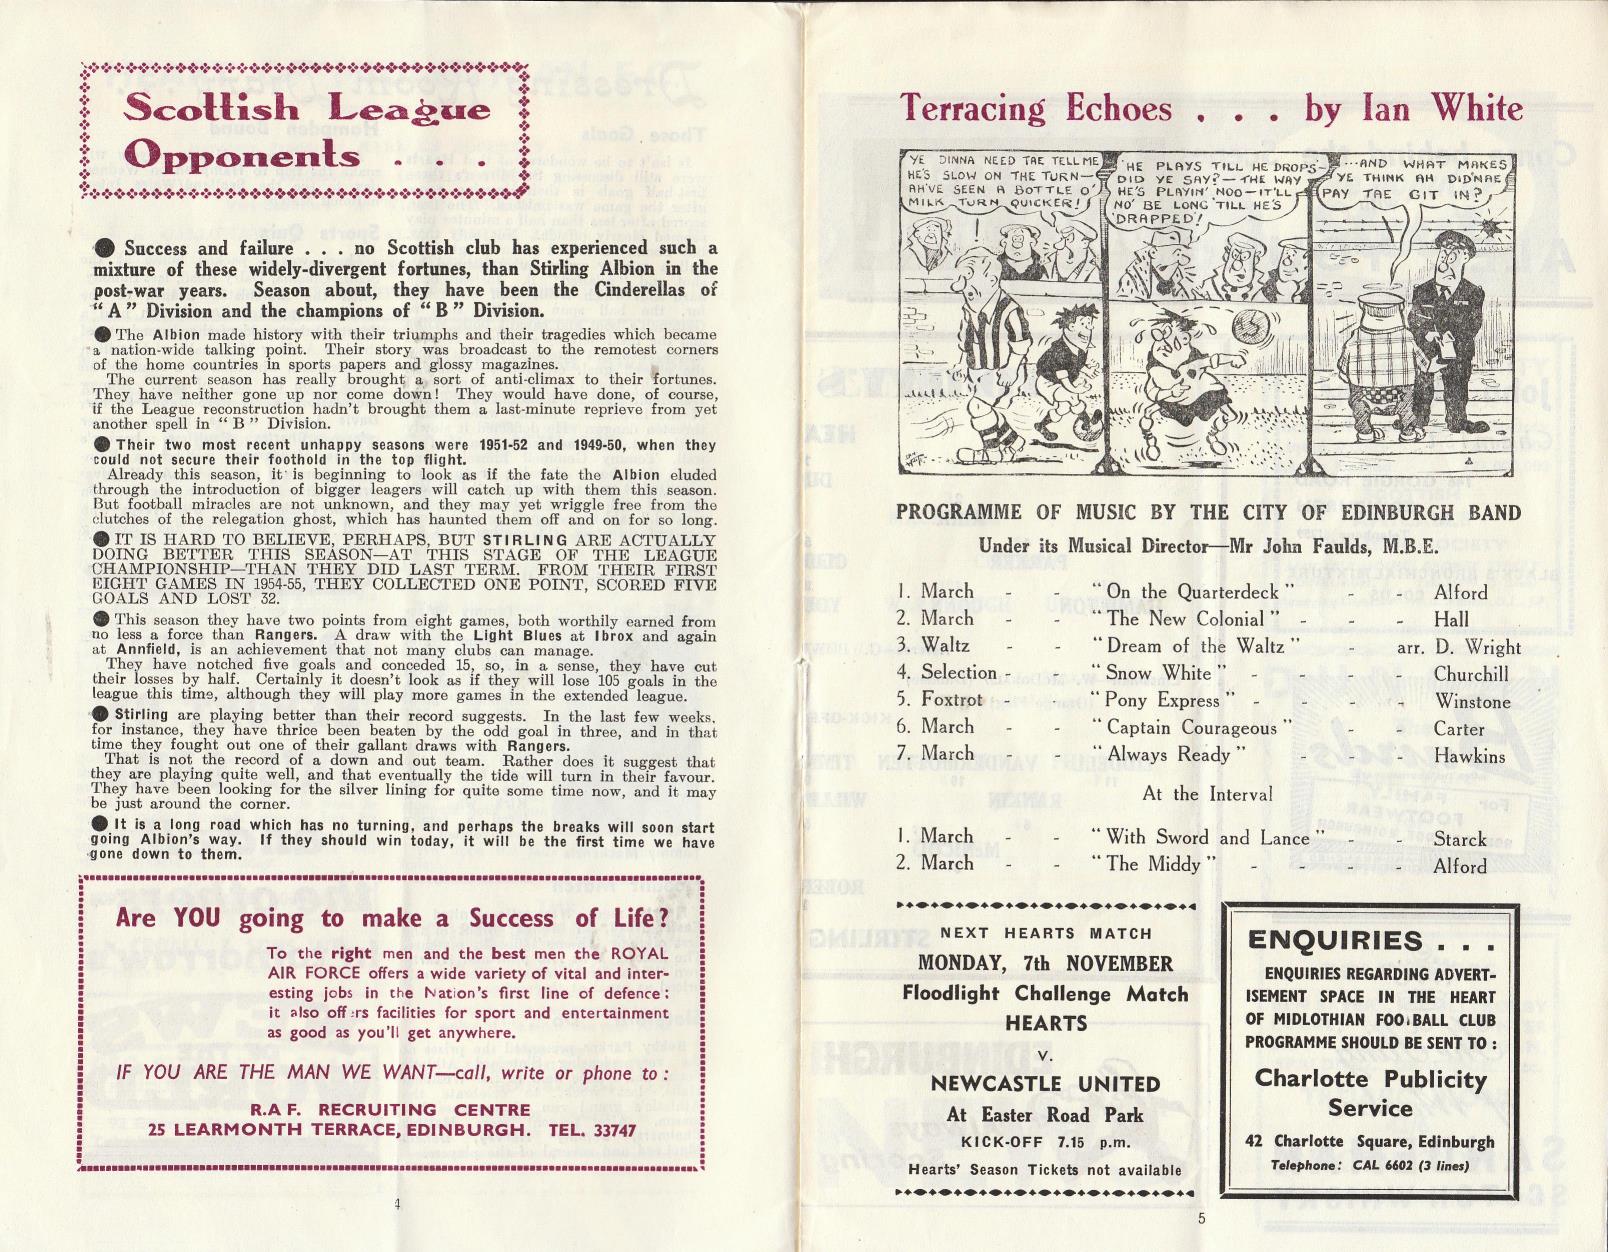 Scottish League
Opponents . . .
● Success and failure . . . no Scottish club has experienced such a
mixture of these widely-divergent fortunes, than Stirling Albion in the
post-war years. Season about, they have been the Cinderellas of
“ A ” Division and the champions of “ B ” Division.
● The Albion made history with their triumphs and their tragedies which became
a nation-wide talking point. Their story was broadcast to the remotest corners
of the home countries in sports papers and glossy magazines.
The current season has really brought a sort of anti-climax to their fortunes.
They have neither gone up nor come down! They would have done, of course,
if the League reconstruction hadn’t brought them a last-minute reprieve from yet
another spell in “ B ” Division.
● Their two most recent unhappy seasons were 1951-52 and 1949-50, when they
could not secure their foothold in the top flight.
Already this season, it is beginning to look as if the fate the Albion eluded
through the introduction of bigger leagers will catch up with them this season.
But football miracles are not unknown, and they may yet wriggle free from the
clutches of the relegation ghost, which has haunted them off and on for so long.
● IT IS HARD TO BELIEVE, PERHAPS, BUT STIRLING ARE ACTUALLY
DOING BETTER THIS SEASON—AT THIS STAGE OF THE LEAGUE
CHAMPIONSHIP—THAN THEY DID LAST TERM. FROM THEIR FIRST
EIGHT GAMES IN 1954-55, THEY COLLECTED ONE POINT, SCORED FIVE
GOALS AND LOST 32.
● This season they have two points from eight games, both worthily earned from
no less a force than Rangers. A draw with the Light Blues at Ibrox and again
at Annfield, is an achievement that not many clubs can manage.
They have notched five goals and conceded 15, so, in a sense, they have cut
their losses by half. Certainly it doesn’t look as if they will lose 105 goals in the
league this time, although they will play more games in the extended league.
● Stirling are playing better than their record suggests. In the last few weeks,
for instance, they have thrice been beaten by the odd goal in three, and in that
time they fought out one of their gallant draws with Rangers.
That is not the record of a down and out team. Rather does it suggest that
they are playing quite well, and that eventually the tide will turn in their favour.
They have been looking for the silver lining for quite some time now, and it may
be just around the corner.
● It is a long road which has no turning, and perhaps the breaks will soon start
going Albion’s way. If they should win today, it will be the first time we have
gone down to them.
Are YOU going to make a Success of Life?
To the right men and the best men the ROYAL
AIR FORCE offers a wide variety of vital and inter-
esting jobs in the Nation’s first line of defence :
it also offers facilities for sport and entertainment
as good as you’ll get anywhere.
IF YOU ARE THE MAN WE WANT—call, write or phone to :
R.A F. RECRUITING CENTRE
25 LEARMONTH TERRACE, EDINBURGH. TEL. 33747
4
Terracing Echoes . . . by Ian White
YE DINNA NEED TAE TELL ME
HE'S SLOW ON THE TURN—
AH'VE SEEN A BOTTLE O'
MILK TURN QUICKER!
'HE PLAYS TILL HE DROPS'—
DID YE SAY?—THE WAY
HE'S PLAYIN' NOO—IT'LL
NO' BE LONG 'TILL HE'S
'DRAPPED'!
...AND WHAT MAKES
YE THINK AH DID'NAE
PAY TAE GIT IN?
PROGRAMME OF MUSIC BY THE CITY OF EDINBURGH BAND
Under its Musical Director—Mr John Faulds, M.B.E.
1. March - - “ On the Quarterdeck ” - - Alford
2. March - - “ The New Colonial ” - - - Hall
3. Waltz - - “ Dream of the Waltz ” - arr. D. Wright
4. Selection - - “ Snow White ” - - - - Churchill
5. Foxtrot - - “ Pony Express ” - - - - Winstone
6. March - - “ Captain Courageous ” - - Carter
7. March - - “ Always Ready ” - - - Hawkins
At the Interval
1. March - - “ With Sword and Lance ” - - Starck
2. March - - “ The Middy ” - - - - Alford
NEXT HEARTS MATCH
MONDAY, 7th NOVEMBER
Floodlight Challenge Match
HEARTS
v.
NEWCASTLE UNITED
At Easter Road Park
KICK-OFF 7.15 p.m.
Hearts’ Season Tickets not available
ENQUIRIES . . .
ENQUIRIES REGARDING ADVERT-
ISEMENT SPACE IN THE HEART
OF MIDLOTHIAN FOOTBALL CLUB
PROGRAMME SHOULD BE SENT TO :
Charlotte Publicity
Service
42 Charlotte Square, Edinburgh
Telephone: CAL 6602 (3 lines)
5